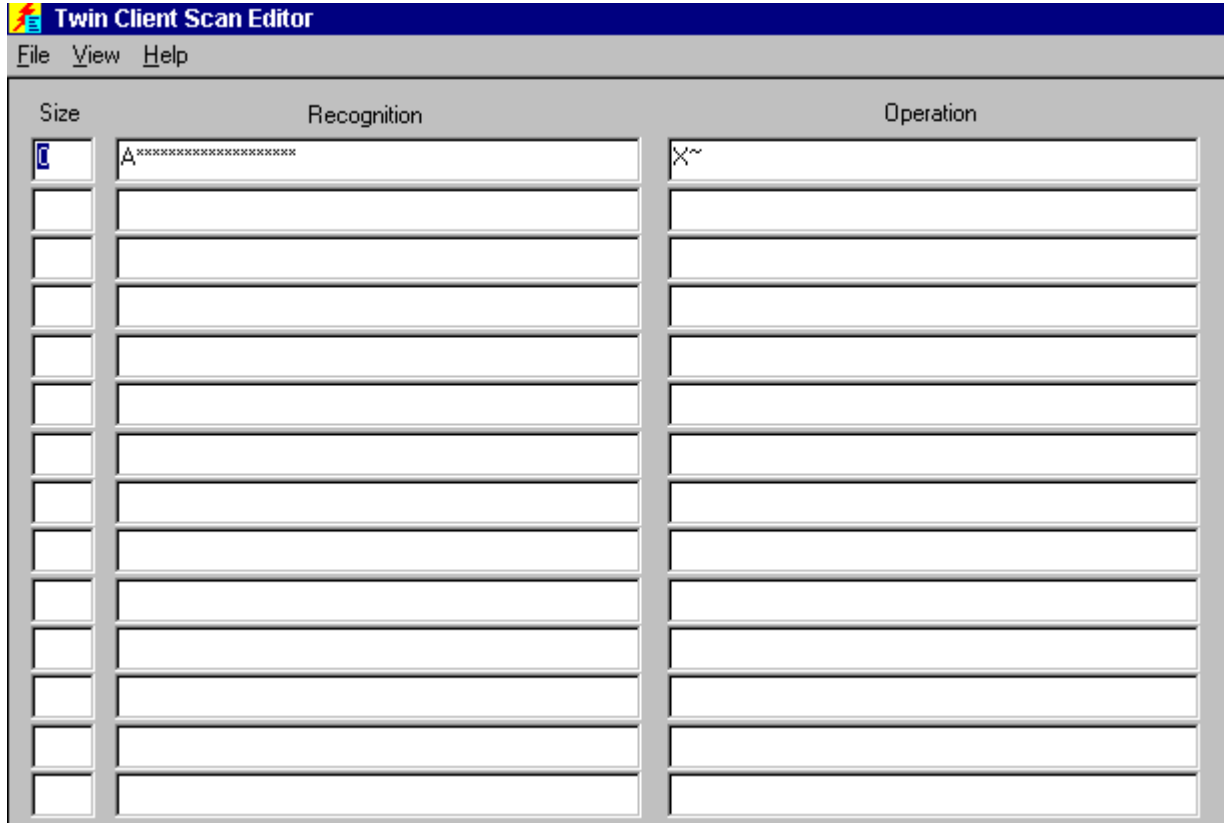 Twin Client Scan Editor
File View Help
Size Recognition Operation
0 A******************** X~